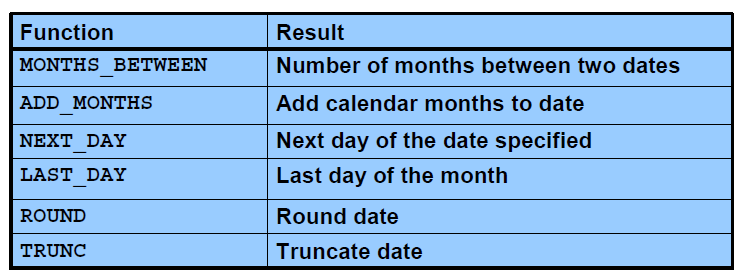 Function Result
MONTHS_BETWEEN Number of months between two dates
ADD_MONTHS Add calendar months to date
NEXT_DAY Next day of the date specified
LAST_DAY Last day of the month
ROUND Round date
TRUNC Truncate date